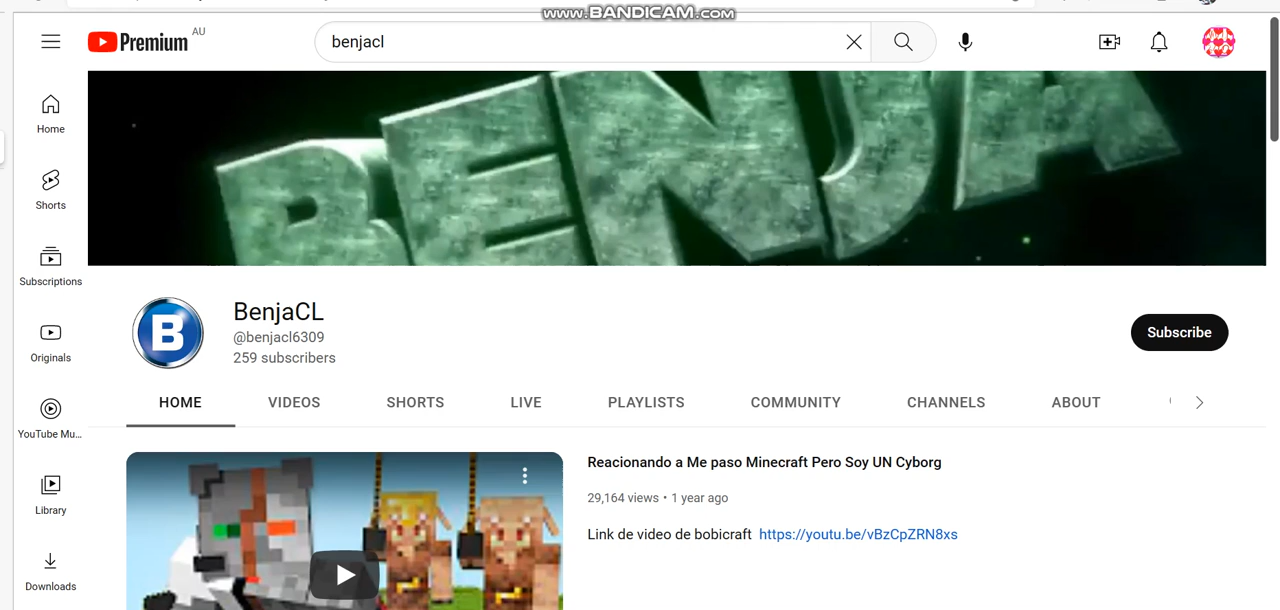 www.BANDICAM.com
Premium AU
benjacl
BENJA
Home
Shorts
Subscriptions
Originals
YouTube Mu...
Library
Downloads
B
BenjaCL
@benjacl6309
259 subscribers
Subscribe
HOME VIDEOS SHORTS LIVE PLAYLISTS COMMUNITY CHANNELS ABOUT
Reacionando a Me paso Minecraft Pero Soy UN Cyborg
29,164 views • 1 year ago
Link de video de bobicraft https://youtu.be/vBzCpZRN8xs